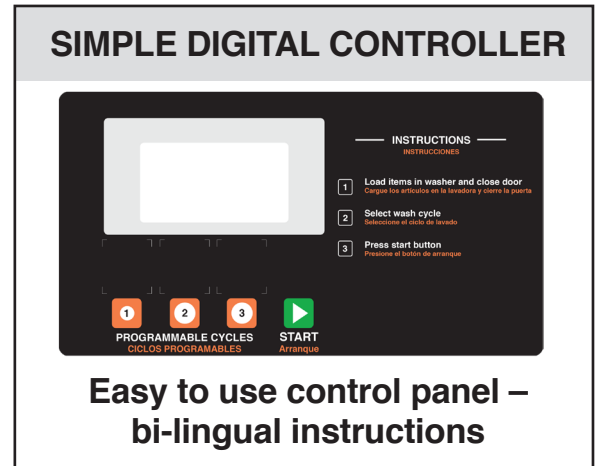 SIMPLE DIGITAL CONTROLLER
INSTRUCTIONS
INSTRUCCIONES
1 Load items in washer and close door
Cargue los artículos en la lavadora y cierre la puerta
2 Select wash cycle
Seleccione el ciclo de lavado
3 Press start button
Presione el botón de arranque
1 2 3
PROGRAMMABLE CYCLES
CICLOS PROGRAMABLES
START
Arranque
Easy to use control panel –
bi-lingual instructions